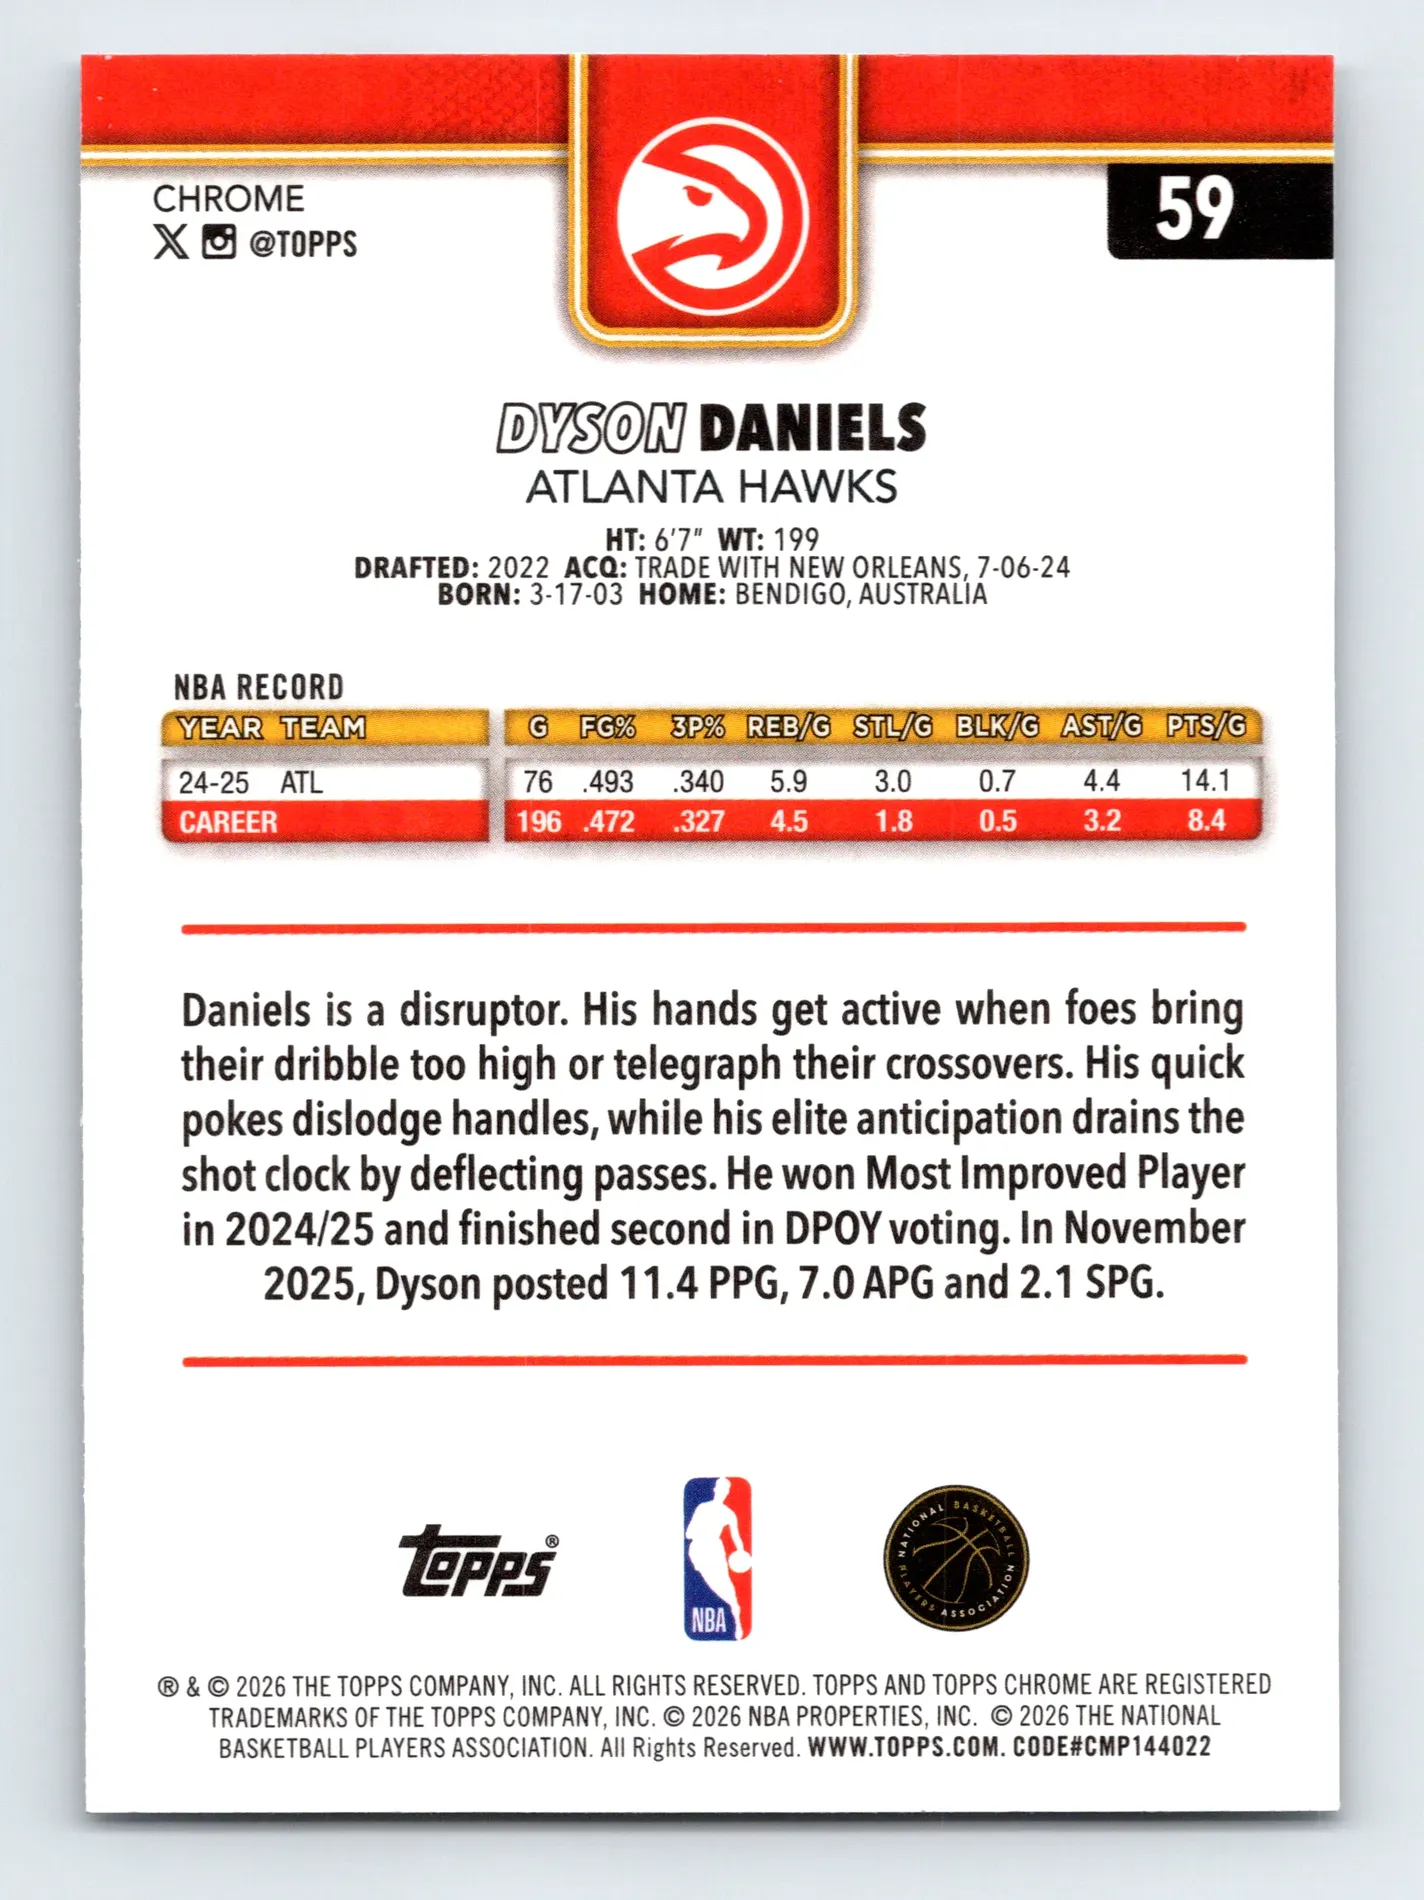 CHROME
59
X @TOPPS
DYSON DANIELS
ATLANTA HAWKS
HT: 6'7" WT: 199
DRAFTED: 2022 ACQ: TRADE WITH NEW ORLEANS, 7-06-24
BORN: 3-17-03 HOME: BENDIGO, AUSTRALIA
NBA RECORD
YEAR TEAM G FG% 3P% REB/G STL/G BLK/G AST/G PTS/G
24-25 ATL 76 .493 .340 5.9 3.0 0.7 4.4 14.1
CAREER 196 .472 .327 4.5 1.8 0.5 3.2 8.4
Daniels is a disruptor. His hands get active when foes bring
their dribble too high or telegraph their crossovers. His quick
pokes dislodge handles, while his elite anticipation drains the
shot clock by deflecting passes. He won Most Improved Player
in 2024/25 and finished second in DPOY voting. In November
2025, Dyson posted 11.4 PPG, 7.0 APG and 2.1 SPG.
TOPPS®
NBA
NATIONAL BASKETBALL
PLAYERS ASSOCIATION
® & © 2026 THE TOPPS COMPANY, INC. ALL RIGHTS RESERVED. TOPPS AND TOPPS CHROME ARE REGISTERED
TRADEMARKS OF THE TOPPS COMPANY, INC. © 2026 NBA PROPERTIES, INC. © 2026 THE NATIONAL
BASKETBALL PLAYERS ASSOCIATION. All Rights Reserved. WWW.TOPPS.COM. CODE#CMP144022